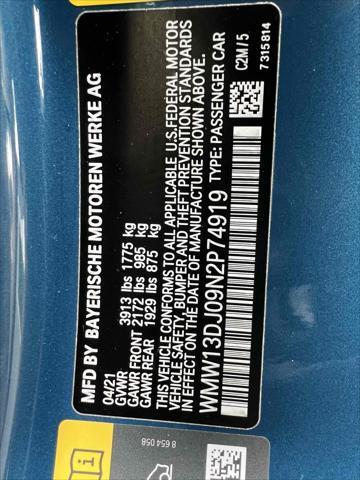 MFD BY BAYERISCHE MOTOREN WERKE AG
04/21
GVWR 3913 lbs 1775 kg
GAWR FRONT 2172 lbs 985 kg
GAWR REAR 1929 lbs 875 kg
THIS VEHICLE CONFORMS TO ALL APPLICABLE U.S.FEDERAL MOTOR
VEHICLE SAFETY, BUMPER AND THEFT PREVENTION STANDARDS
IN EFFECT ON THE DATE OF MANUFACTURE SHOWN ABOVE.
WMW13DJ09N2P74919 TYPE: PASSENGER CAR
C2M/5
7315814
8 654 058